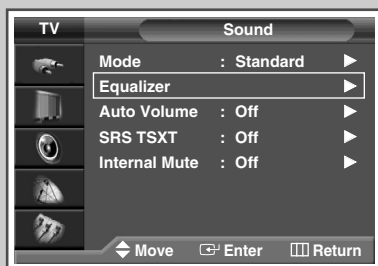 TV Sound
Mode : Standard
Equalizer
Auto Volume : Off
SRS TSXT : Off
Internal Mute : Off
Move Enter Return